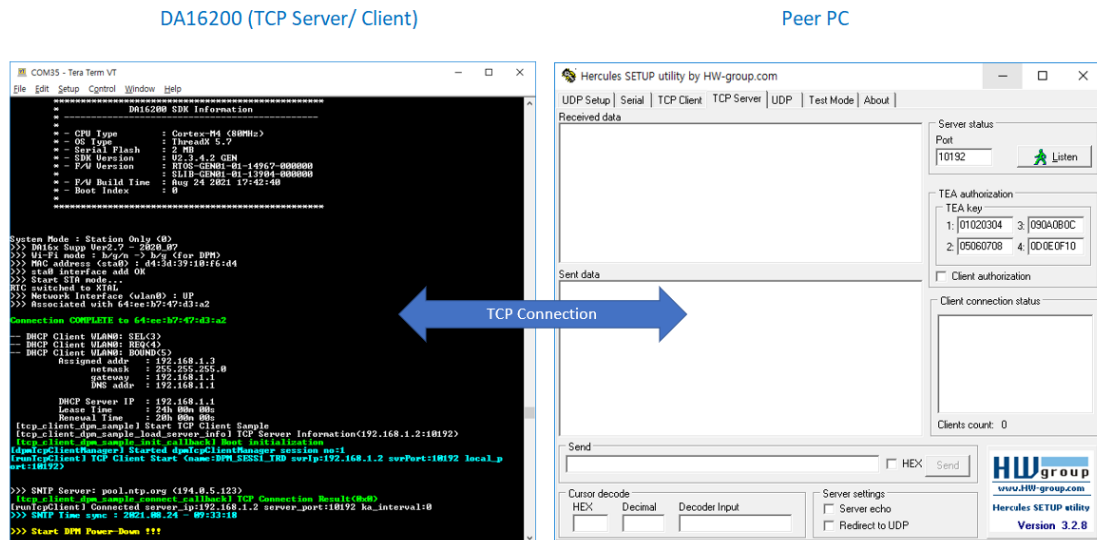 DA16200 (TCP Server/ Client)
Peer PC
COM35 - Tera Term VT
File Edit Setup Control Window Help
******************************************************
* DA16200 SDK Information
* ---------------------------------------------------
*
* - CPU Type : Cortex-M4 (80MHz)
* - OS Type : ThreadX 5.7
* - Serial Flash : 2 MB
* - SDK Version : V2.3.4.2 GEN
* - F/W Version : RTOS-GEN01-01-14967-000000
* : SLIB-GEN01-01-13904-000000
* - F/W Build Time : Aug 24 2021 17:42:40
* - Boot Index : 0
*
******************************************************
System Mode : Station Only (0)
>>> DA16x Supp Ver2.7 - 2020_07
>>> Wi-Fi mode : b/g/n -> b/g (for DPM)
>>> MAC address (sta0) : d4:3d:39:10:f6:d4
>>> sta0 interface add OK
>>> Start STA mode...
RTC switched to XTAL
>>> Network Interface (wlan0) : UP
>>> Associated with 64:ee:b7:47:d3:a2
Connection COMPLETE to 64:ee:b7:47:d3:a2
-- DHCP Client WLAN0: SEL(3)
-- DHCP Client WLAN0: REQ(4)
-- DHCP Client WLAN0: BOUND(5)
Assigned addr : 192.168.1.3
netmask : 255.255.255.0
gateway : 192.168.1.1
DNS addr : 192.168.1.1
DHCP Server IP : 192.168.1.1
Lease Time : 24h 00m 00s
Renewal Time : 20h 00m 00s
[tcp_client_dpm_sample] Start TCP Client Sample
[tcp_client_dpm_sample_load_server_info] TCP Server Information(192.168.1.2:10192)
[tcp_client_dpm_sample_init_callback] Boot initialization
[dpmTcpClientManager] Started dpmTcpClientManager session no:1
[runTcpClient] TCP Client Start (name:DPM_SESS1_TRD svrIp:192.168.1.2 svrPort:10192 local_p
ort:10192)
>>> SNTP Server: pool.ntp.org (194.0.5.123)
[tcp_client_dpm_sample_connect_callback] TCP Connection Result(0x0)
[runTcpClient] Connected server_ip:192.168.1.2 server_port:10192 ka_interval:0
>>> SNTP Time sync : 2021.08.24 - 09:33:18
>>> Start DPM Power-Down !!!
TCP Connection
Hercules SETUP utility by HW-group.com
UDP Setup Serial TCP Client TCP Server UDP Test Mode About
Received data
Server status
Port
10192 Listen
TEA authorization
TEA key
1: 01020304 3: 090A0B0C
2: 05060708 4: 0D0E0F10
Client authorization
Sent data
Client connection status
Clients count: 0
Send
HEX Send
Cursor decode
HEX Decimal Decoder Input
Server settings
Server echo
Redirect to UDP
HWgroup
www.HW-group.com
Hercules SETUP utility
Version 3.2.8